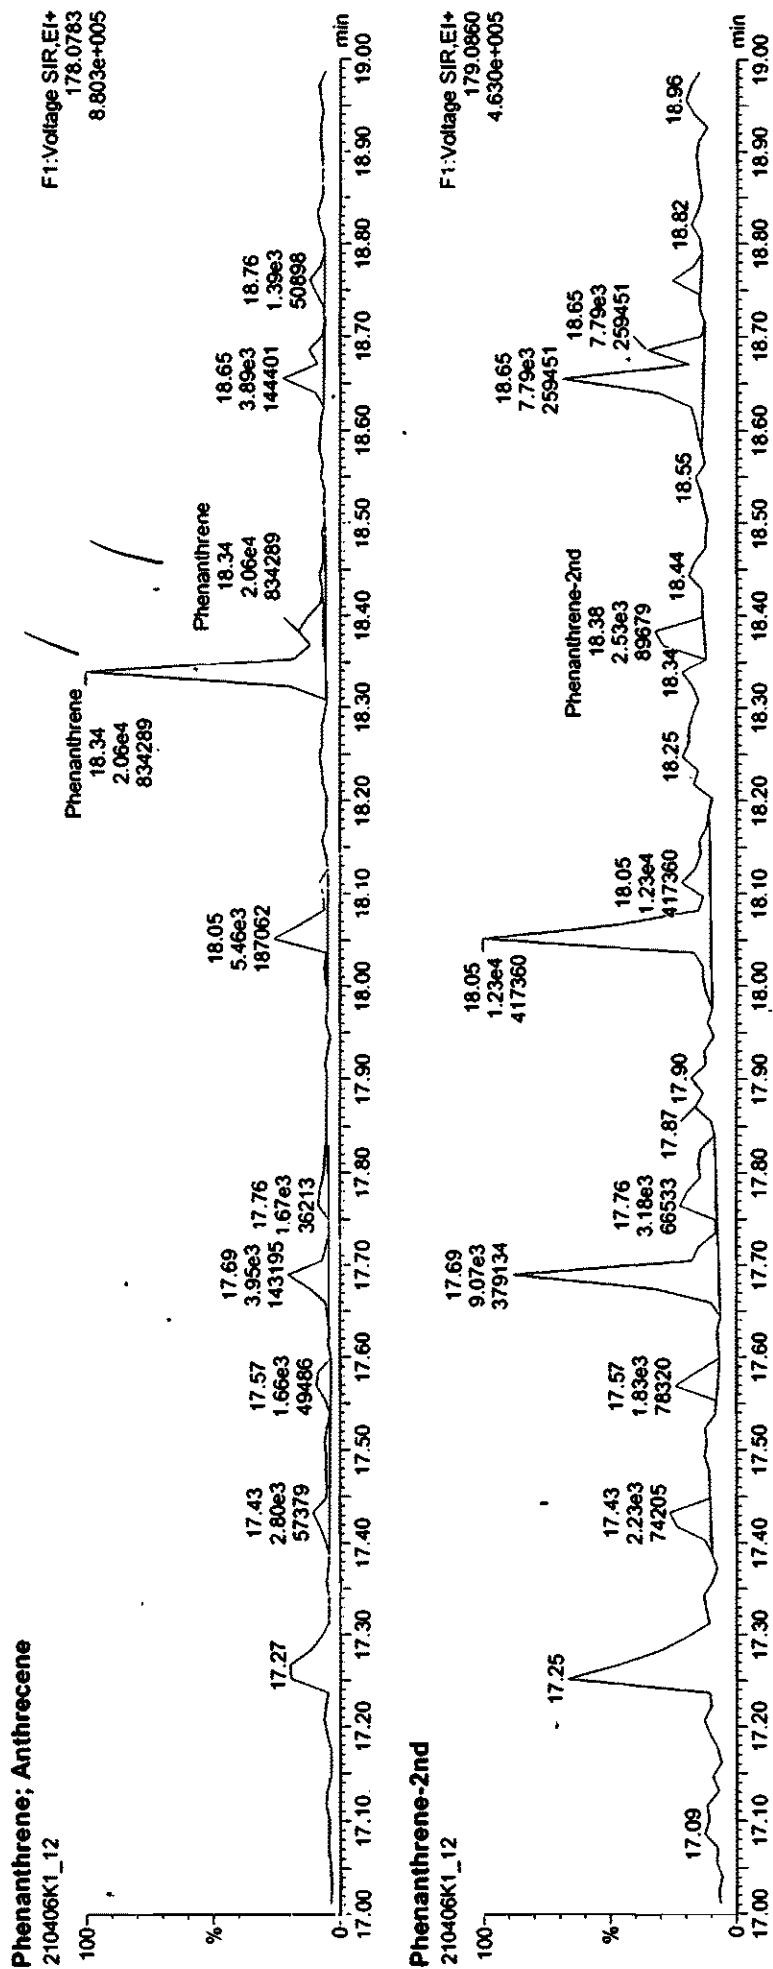 Phenanthrene; Anthrecene
210406K1_12
F1:Voltage SIR,EI+
178.0783
8.803e+005
100
%
0
17.27
17.43
2.80e3
57379
17.57
1.66e3
49486
17.69
3.95e3
143195
17.76
1.67e3
36213
18.05
5.46e3
187062
Phenanthrene
18.34
2.06e4
834289
Phenanthrene
18.34
2.06e4
834289
18.65
3.89e3
144401
18.76
1.39e3
50898
17.00 17.10 17.20 17.30 17.40 17.50 17.60 17.70 17.80 17.90 18.00 18.10 18.20 18.30 18.40 18.50 18.60 18.70 18.80 18.90 19.00 min
Phenanthrene-2nd
210406K1_12
F1:Voltage SIR,EI+
179.0860
4.630e+005
100
%
0
17.09
17.25
17.43
2.23e3
74205
17.57
1.83e3
78320
17.69
9.07e3
379134
17.76
3.18e3
66533
17.87
17.90
18.05
1.23e4
417360
18.05
1.23e4
417360
18.25
18.34
Phenanthrene-2nd
18.38
2.53e3
89679
18.44
18.55
18.65
7.79e3
259451
18.65
7.79e3
259451
18.82
18.96
17.00 17.10 17.20 17.30 17.40 17.50 17.60 17.70 17.80 17.90 18.00 18.10 18.20 18.30 18.40 18.50 18.60 18.70 18.80 18.90 19.00 min